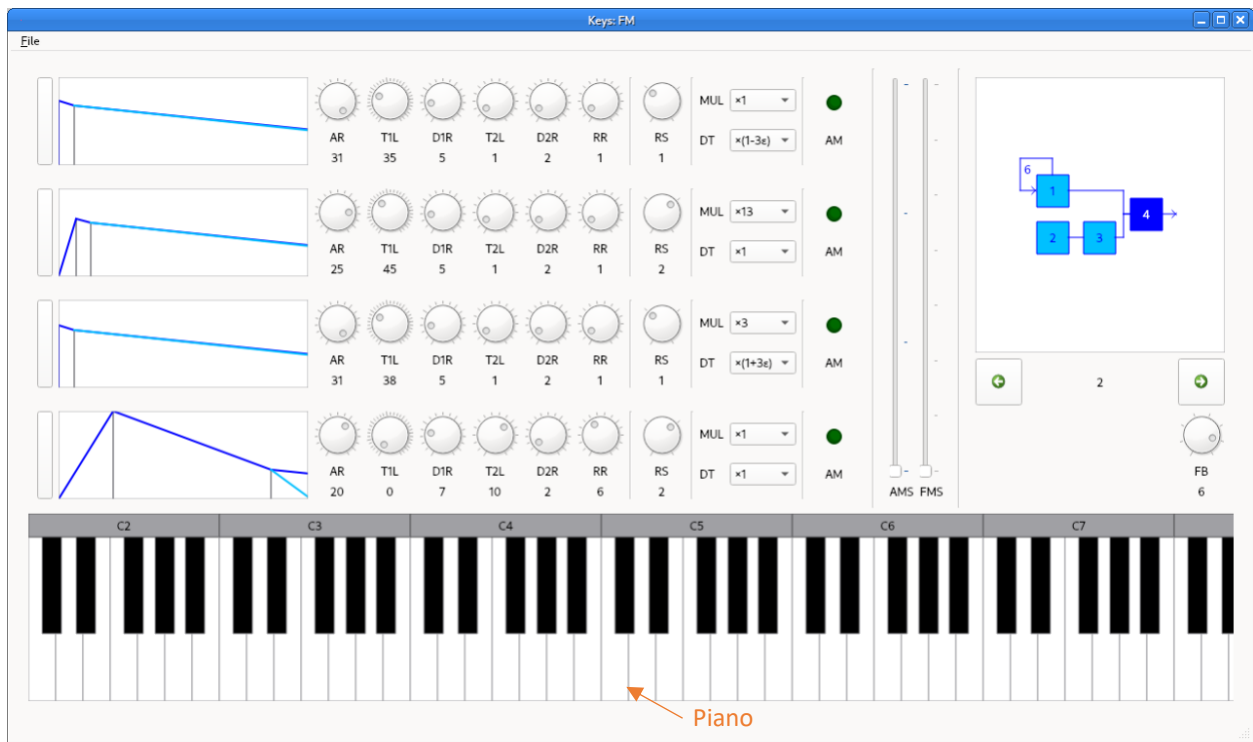 Keys: FM
File
AR T1L D1R T2L D2R RR RS
31 35 5 1 2 1 1
MUL ×1
DT ×(1-3ε)
AM
AR T1L D1R T2L D2R RR RS
25 45 5 1 2 1 2
MUL ×13
DT ×1
AM
AR T1L D1R T2L D2R RR RS
31 38 5 1 2 1 1
MUL ×3
DT ×(1+3ε)
AM
AR T1L D1R T2L D2R RR RS
20 0 7 10 2 6 2
MUL ×1
DT ×1
AM
AMS FMS
6
1
4
2 3
2
FB
6
C2 C3 C4 C5 C6 C7
Piano